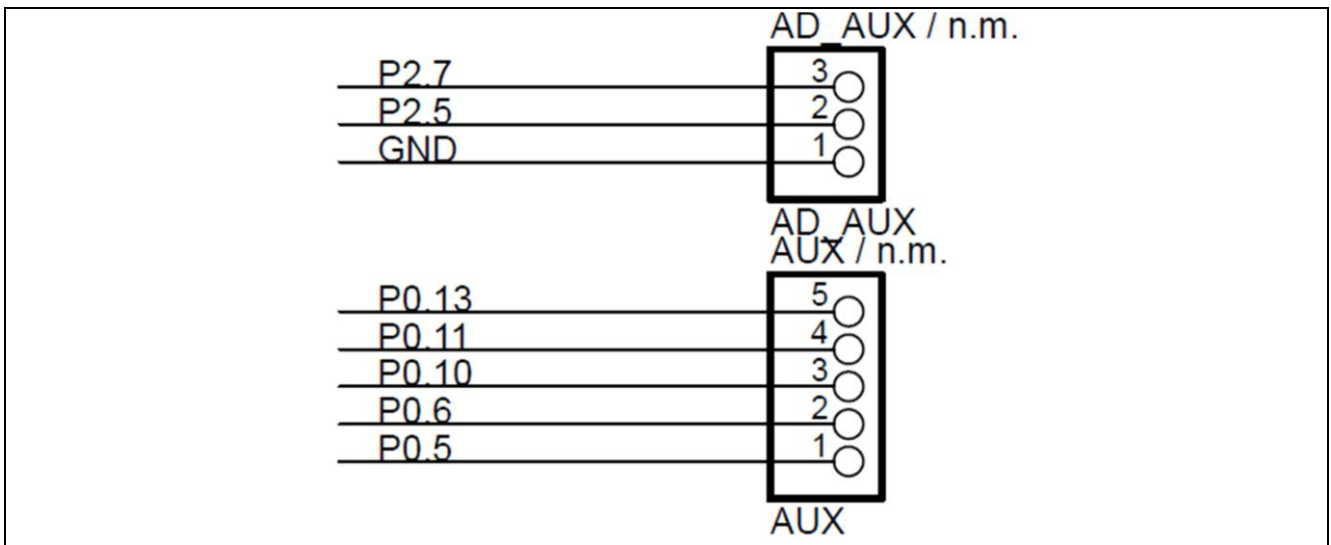 AD_AUX / n.m.
P2.7 3
P2.5 2
GND 1
AD_AUX
AUX / n.m.
P0.13 5
P0.11 4
P0.10 3
P0.6 2
P0.5 1
AUX